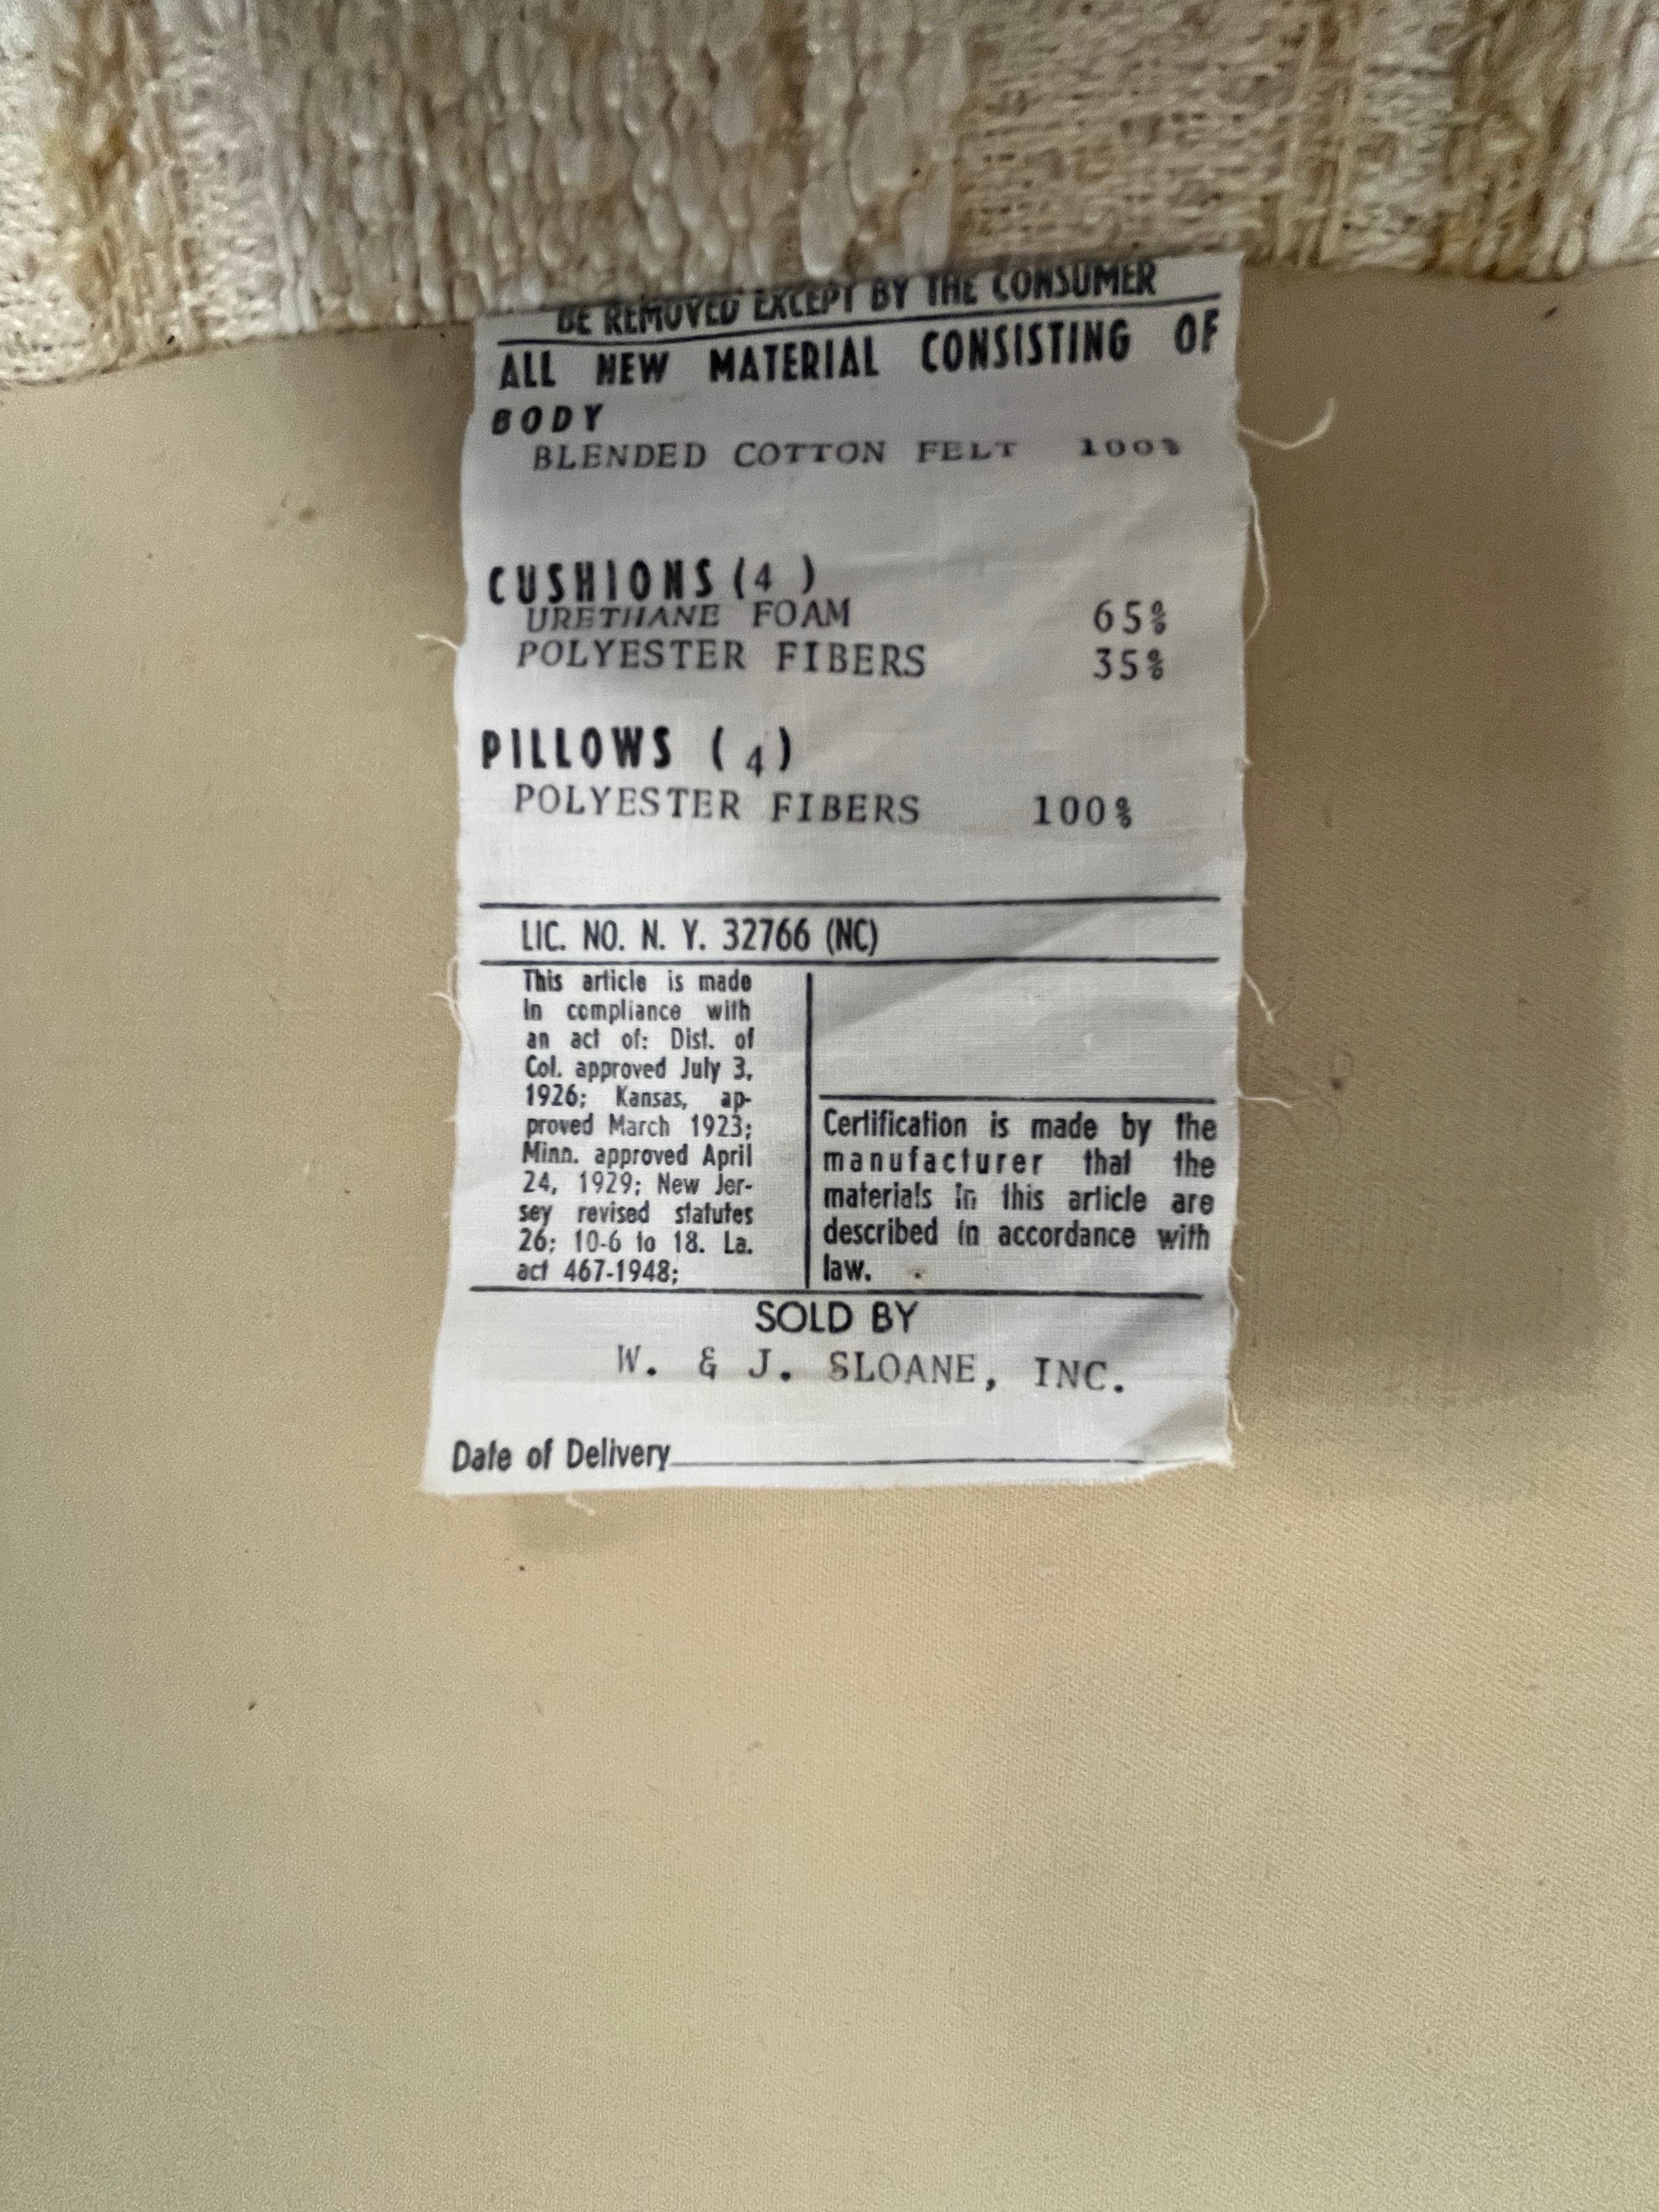 BE REMOVED EXCEPT BY THE CONSUMER
ALL NEW MATERIAL CONSISTING OF
BODY
BLENDED COTTON FELT 100%
CUSHIONS (4 )
URETHANE FOAM 65%
POLYESTER FIBERS 35%
PILLOWS ( 4 )
POLYESTER FIBERS 100%
LIC. NO. N. Y. 32766 (NC)
This article is made
in compliance with
an act of: Dist. of
Col. approved July 3,
1926; Kansas, ap-
proved March 1923;
Minn. approved April
24, 1929; New Jer-
sey revised statutes
26; 10-6 to 18. La.
act 467-1948;
Certification is made by the
manufacturer that the
materials in this article are
described in accordance with
law.
SOLD BY
W. & J. SLOANE, INC.
Date of Delivery